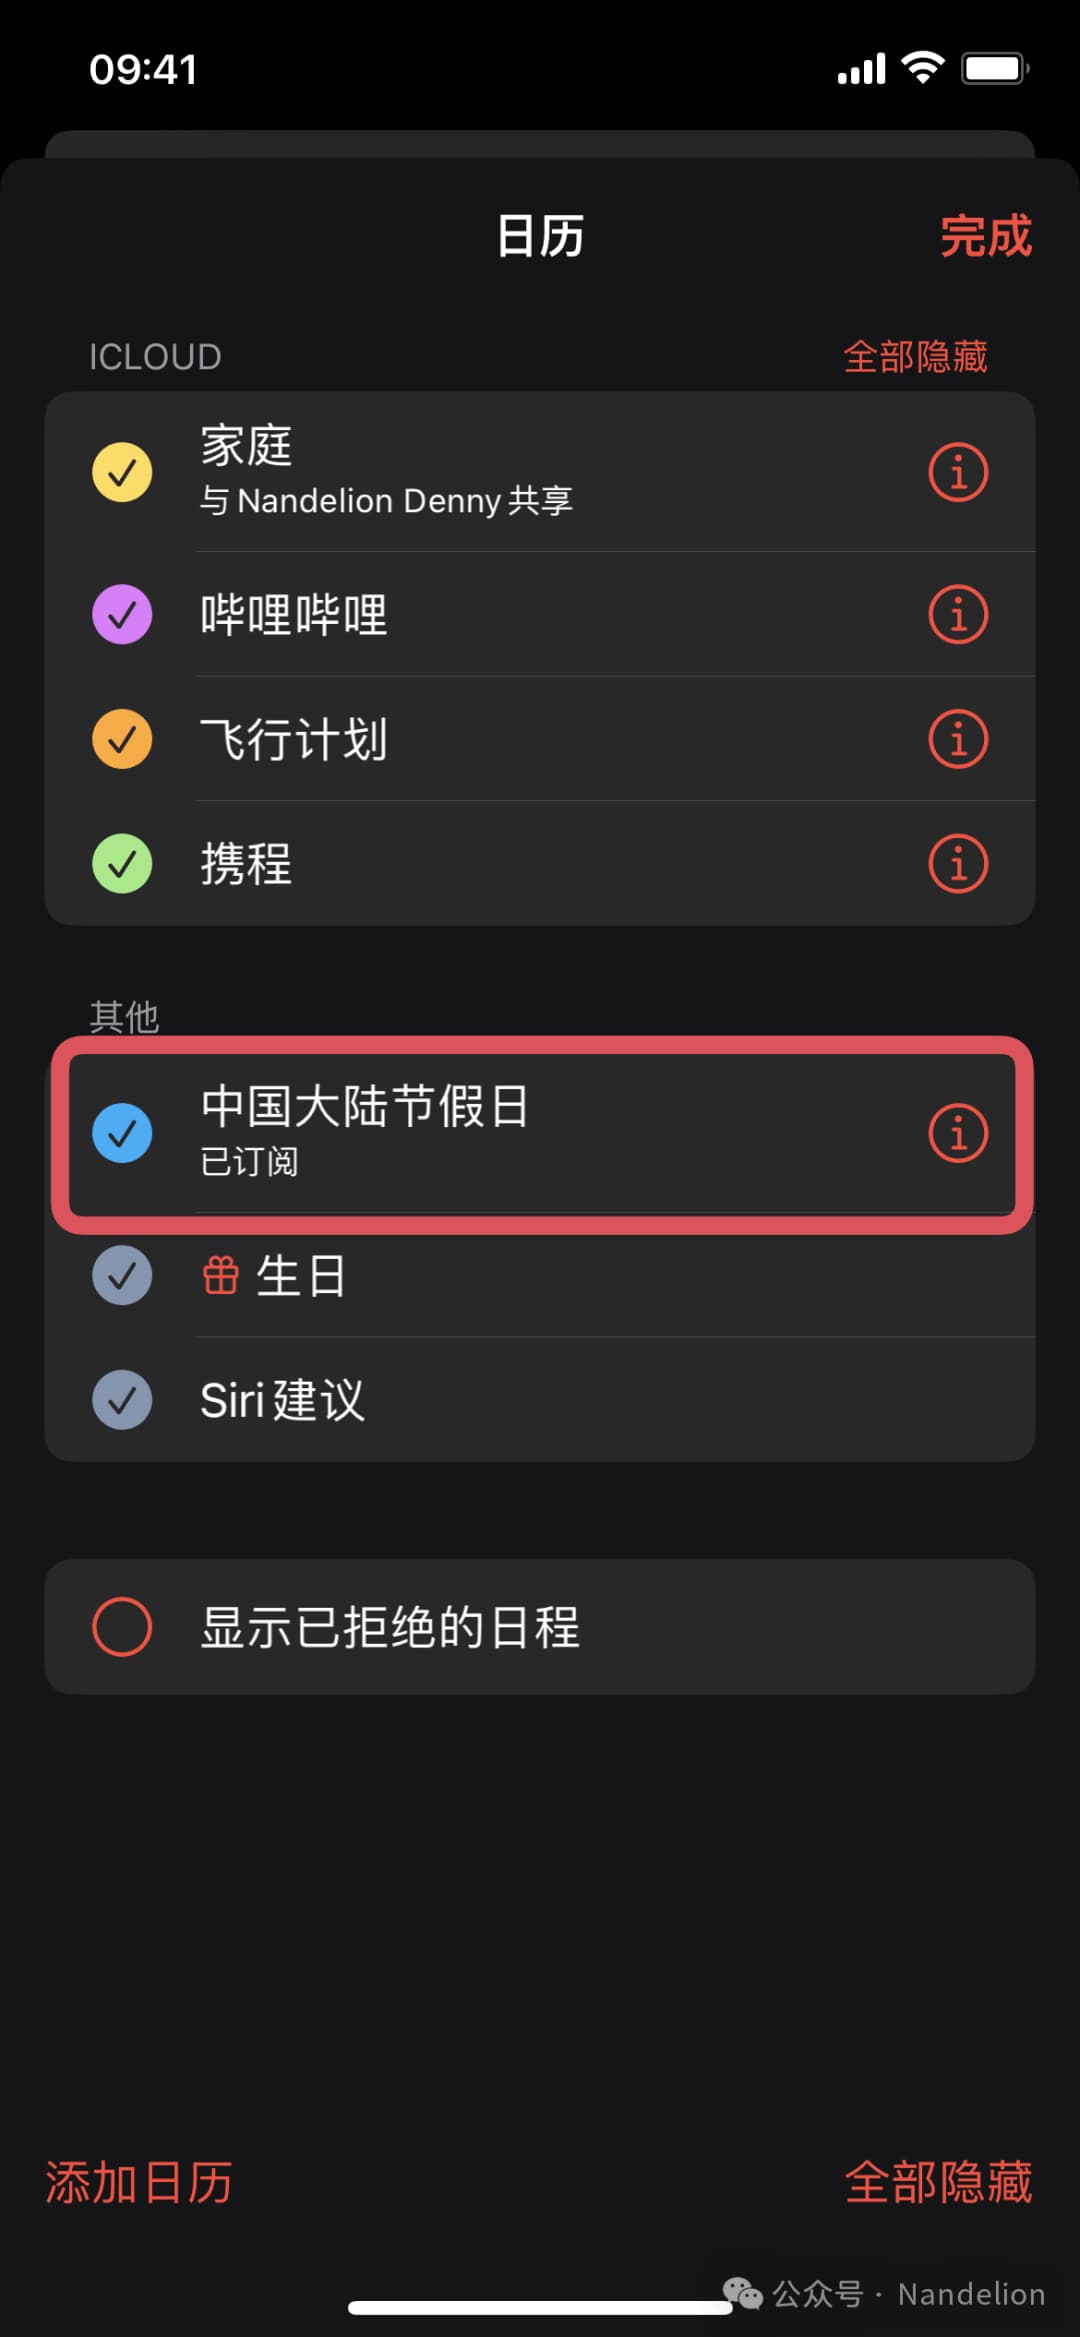 09:41
日历
完成
ICLOUD
全部隐藏
家庭
与 Nandelion Denny 共享
哔哩哔哩
飞行计划
携程
其他
中国大陆节假日
已订阅
生日
Siri 建议
显示已拒绝的日程
添加日历
全部隐藏
公众号 · Nandelion